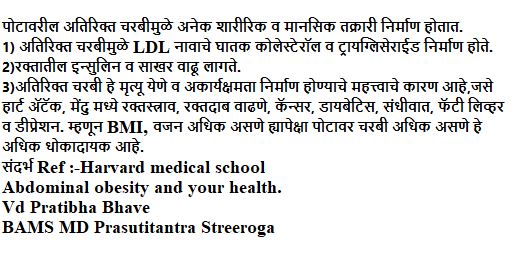 पोटावरील अतिरिक्त चरबीमुळे अनेक शारीरिक व मानसिक तक्रारी निर्माण होतात.
1) अतिरिक्त चरबीमुळे LDL नावाचे घातक कोलेस्टेरॉल व ट्रायग्लिसेराईड निर्माण होते.
2)रक्तातील इन्सुलिन व साखर वाढू लागते.
3)अतिरिक्त चरबी हे मृत्यू येणे व अकार्यक्षमता निर्माण होण्याचे महत्त्वाचे कारण आहे,जसे
हार्ट ॲटॅक, मेंदु मध्ये रक्तस्त्राव, रक्तदाब वाढणे, कॅन्सर, डायबेटिस, संधीवात, फॅटी लिव्हर
व डीप्रेशन. म्हणून BMI, वजन अधिक असणे ह्यापेक्षा पोटावर चरबी अधिक असणे हे
अधिक धोकादायक आहे.
संदर्भ Ref :-Harvard medical school
Abdominal obesity and your health.
Vd Pratibha Bhave
BAMS MD Prasutitantra Streeroga